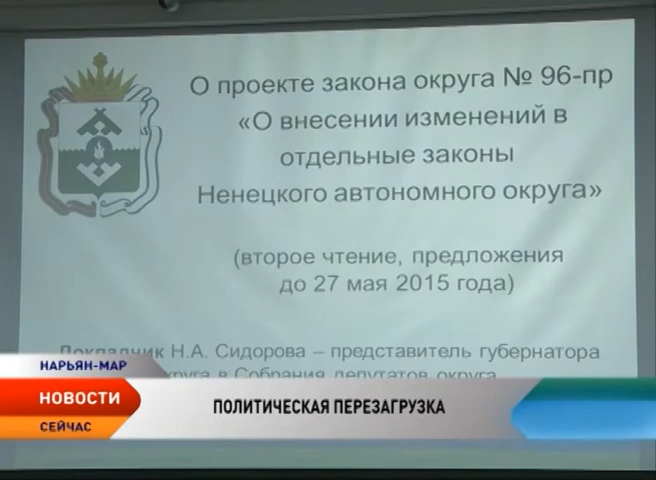 О проекте закона округа № 96-пр
«О внесении изменений в
отдельные законы
Ненецкого автономного округа»
(второе чтение, предложения
до 27 мая 2015 года)
Докладчик Н.А. Сидорова – представитель губернатора
округа в Собрания депутатов округа
НАРЬЯН-МАР
НОВОСТИ
СЕЙЧАС
ПОЛИТИЧЕСКАЯ ПЕРЕЗАГРУЗКА